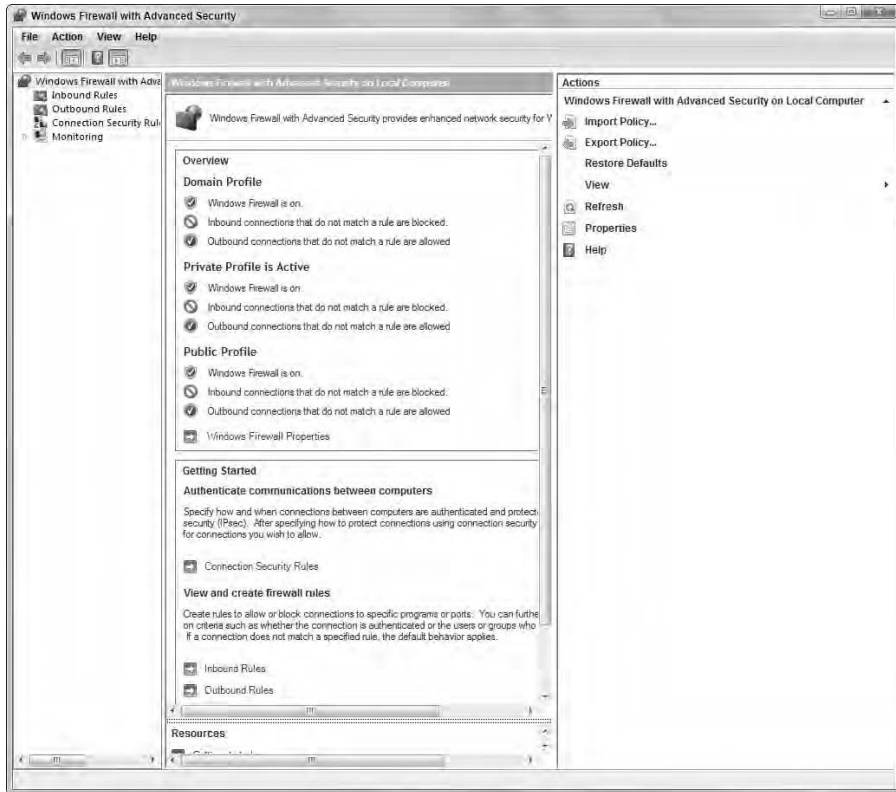 Windows Firewall with Advanced Security
File Action View Help
Windows Firewall with Adva
Inbound Rules
Outbound Rules
Connection Security Rul
Monitoring
Windows Firewall with Advanced Security on Local Computer
Windows Firewall with Advanced Security provides enhanced network security for W
Overview
Domain Profile
Windows Firewall is on.
Inbound connections that do not match a rule are blocked.
Outbound connections that do not match a rule are allowed
Private Profile is Active
Windows Firewall is on.
Inbound connections that do not match a rule are blocked.
Outbound connections that do not match a rule are allowed
Public Profile
Windows Firewall is on.
Inbound connections that do not match a rule are blocked.
Outbound connections that do not match a rule are allowed
Windows Firewall Properties
Getting Started
Authenticate communications between computers
Specify how and when connections between computers are authenticated and protect
security (IPsec). After specifying how to protect connections using connection security
for connections you wish to allow.
Connection Security Rules
View and create firewall rules
Create rules to allow or block connections to specific programs or ports. You can furthe
on criteria such as whether the connection is authenticated or the users or groups who
If a connection does not match a specified rule, the default behavior applies.
Inbound Rules
Outbound Rules
Resources
Actions
Windows Firewall with Advanced Security on Local Computer
Import Policy...
Export Policy...
Restore Defaults
View
Refresh
Properties
Help